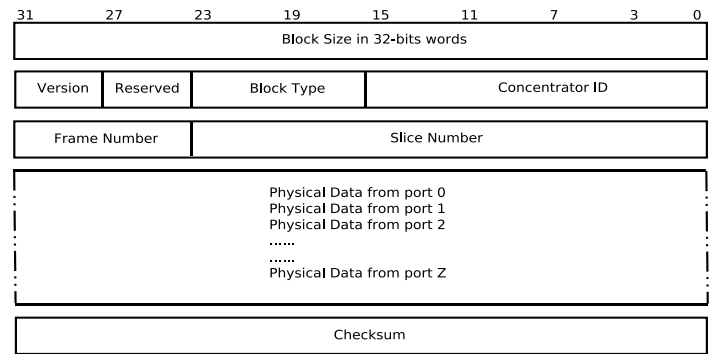 31 27 23 19 15 11 7 3 0
Block Size in 32-bits words
Version Reserved Block Type Concentrator ID
Frame Number Slice Number
Physical Data from port 0
Physical Data from port 1
Physical Data from port 2
......
......
Physical Data from port Z
Checksum